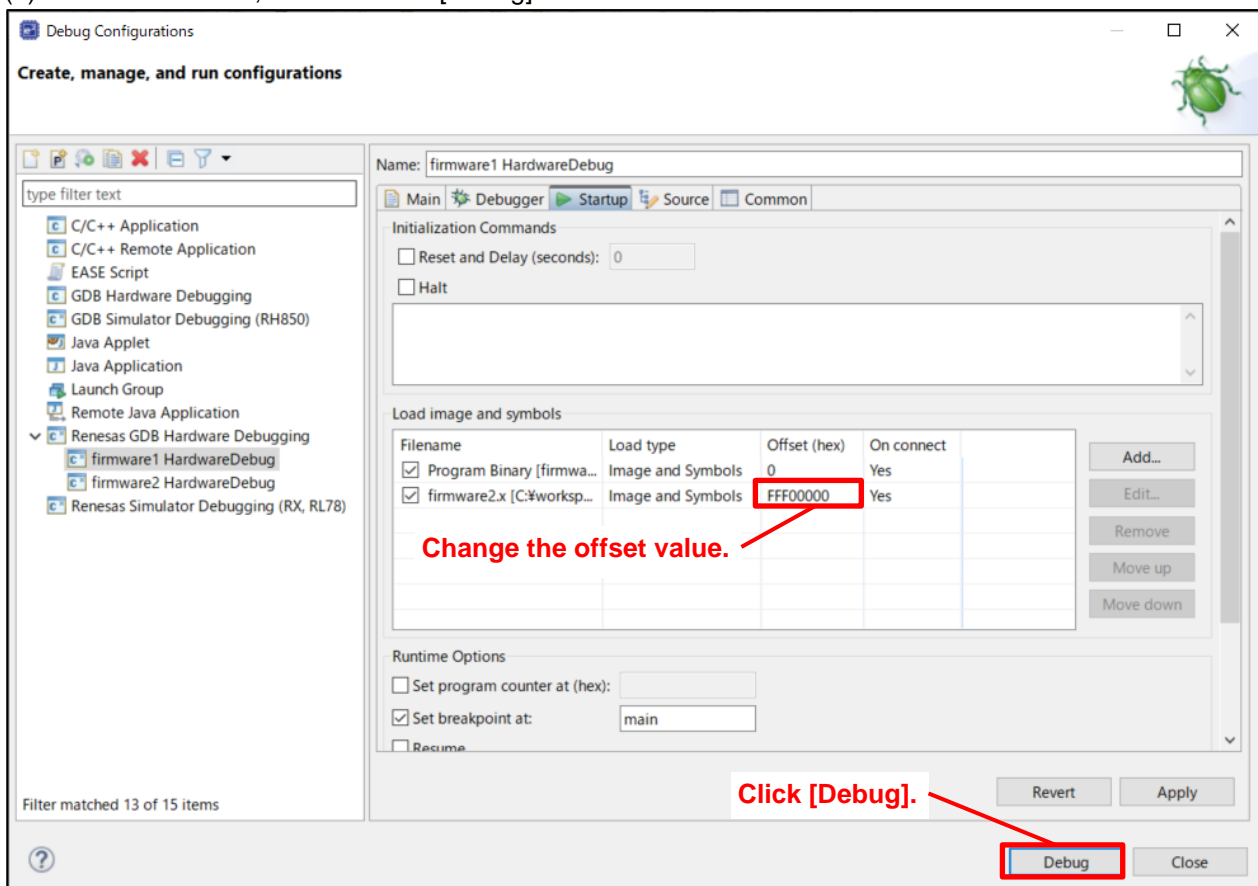 Debug Configurations
Create, manage, and run configurations
type filter text
C/C++ Application
C/C++ Remote Application
EASE Script
GDB Hardware Debugging
GDB Simulator Debugging (RH850)
Java Applet
Java Application
Launch Group
Remote Java Application
Renesas GDB Hardware Debugging
firmware1 HardwareDebug
firmware2 HardwareDebug
Renesas Simulator Debugging (RX, RL78)
Filter matched 13 of 15 items
Name: firmware1 HardwareDebug
Main Debugger Startup Source Common
Initialization Commands
Reset and Delay (seconds): 0
Halt
Load image and symbols
Filename Load type Offset (hex) On connect
Program Binary [firmwa... Image and Symbols 0 Yes
firmware2.x [C:¥worksp... Image and Symbols FFF00000 Yes
Change the offset value.
Add...
Edit...
Remove
Move up
Move down
Runtime Options
Set program counter at (hex):
Set breakpoint at: main
Resume
Click [Debug].
Revert Apply
Debug Close